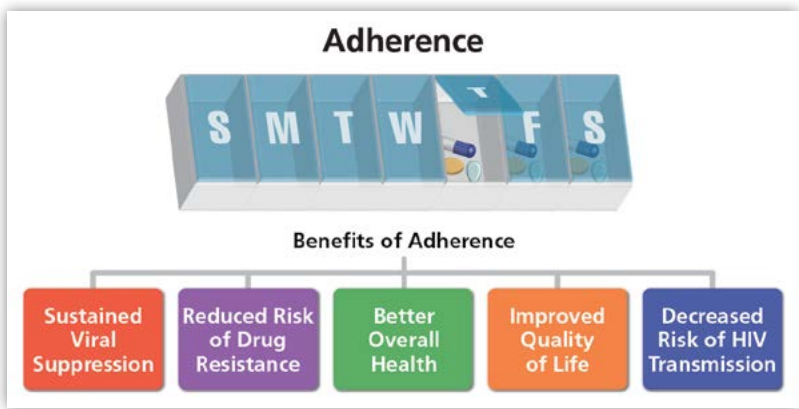 Adherence
S M T W T F S
Benefits of Adherence
Sustained
Viral
Suppression
Reduced Risk
of Drug
Resistance
Better
Overall
Health
Improved
Quality
of Life
Decreased
Risk of HIV
Transmission